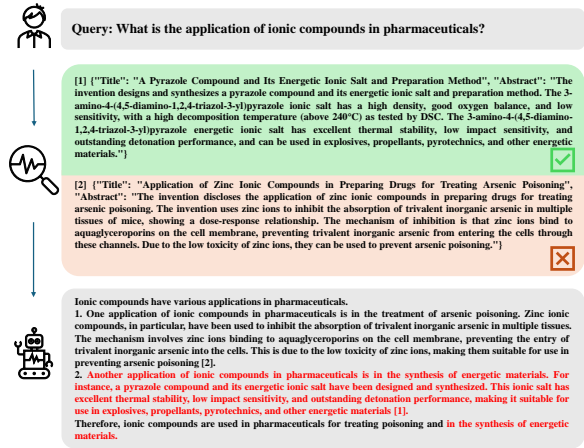 Query: What is the application of ionic compounds in pharmaceuticals?
[1] {"Title": "A Pyrazole Compound and Its Energetic Ionic Salt and Preparation Method", "Abstract": "The
invention designs and synthesizes a pyrazole compound and its energetic ionic salt and preparation method. The 3-
amino-4-(4,5-diamino-1,2,4-triazol-3-yl)pyrazole ionic salt has a high density, good oxygen balance, and low
sensitivity, with a high decomposition temperature (above 240°C) as tested by DSC. The 3-amino-4-(4,5-diamino-
1,2,4-triazol-3-yl)pyrazole energetic ionic salt has excellent thermal stability, low impact sensitivity, and
outstanding detonation performance, and can be used in explosives, propellants, pyrotechnics, and other energetic
materials."}
[2] {"Title": "Application of Zinc Ionic Compounds in Preparing Drugs for Treating Arsenic Poisoning",
"Abstract": "The invention discloses the application of zinc ionic compounds in preparing drugs for treating
arsenic poisoning. The invention uses zinc ions to inhibit the absorption of trivalent inorganic arsenic in multiple
tissues of mice, showing a dose-response relationship. The mechanism of inhibition is that zinc ions bind to
aquaglyceroporins on the cell membrane, preventing trivalent inorganic arsenic from entering the cells through
these channels. Due to the low toxicity of zinc ions, they can be used to prevent arsenic poisoning."}
Ionic compounds have various applications in pharmaceuticals.
1. One application of ionic compounds in pharmaceuticals is in the treatment of arsenic poisoning. Zinc ionic
compounds, in particular, have been used to inhibit the absorption of trivalent inorganic arsenic in multiple tissues.
The mechanism involves zinc ions binding to aquaglyceroporins on the cell membrane, preventing the entry of
trivalent inorganic arsenic into the cells. This is due to the low toxicity of zinc ions, making them suitable for use in
preventing arsenic poisoning [2].
2. Another application of ionic compounds in pharmaceuticals is in the synthesis of energetic materials. For
instance, a pyrazole compound and its energetic ionic salt have been designed and synthesized. This ionic salt has
excellent thermal stability, low impact sensitivity, and outstanding detonation performance, making it suitable for
use in explosives, propellants, pyrotechnics, and other energetic materials [1].
Therefore, ionic compounds are used in pharmaceuticals for treating poisoning and in the synthesis of energetic
materials.